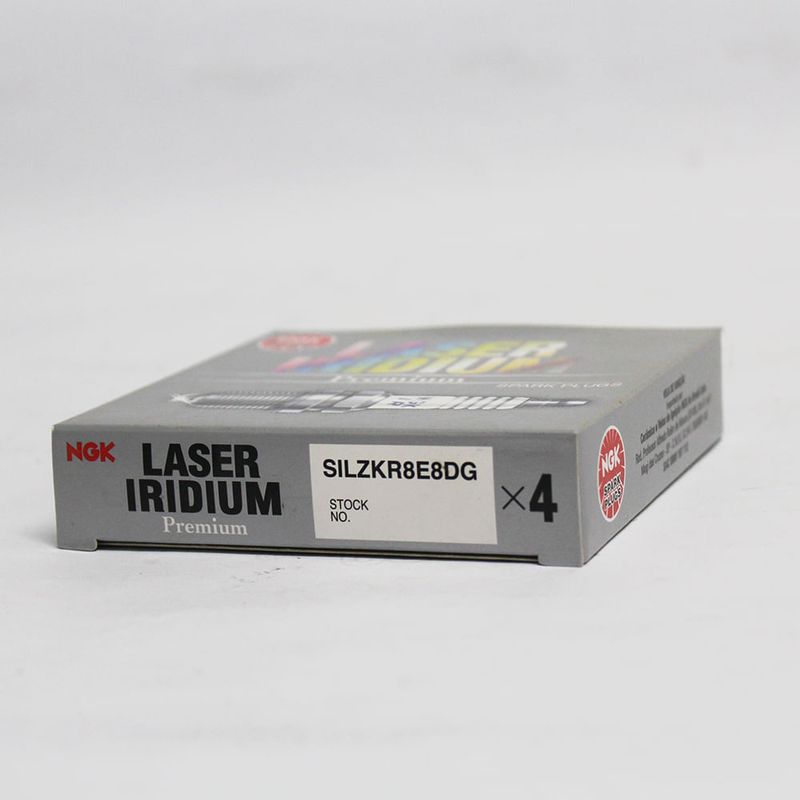 LASER
IRIDIUM
Premium
SPARK PLUGS
NGK
LASER
IRIDIUM
Premium
SILZKR8E8DG
STOCK
NO.
×4
NGK
SPARK
PLUGS